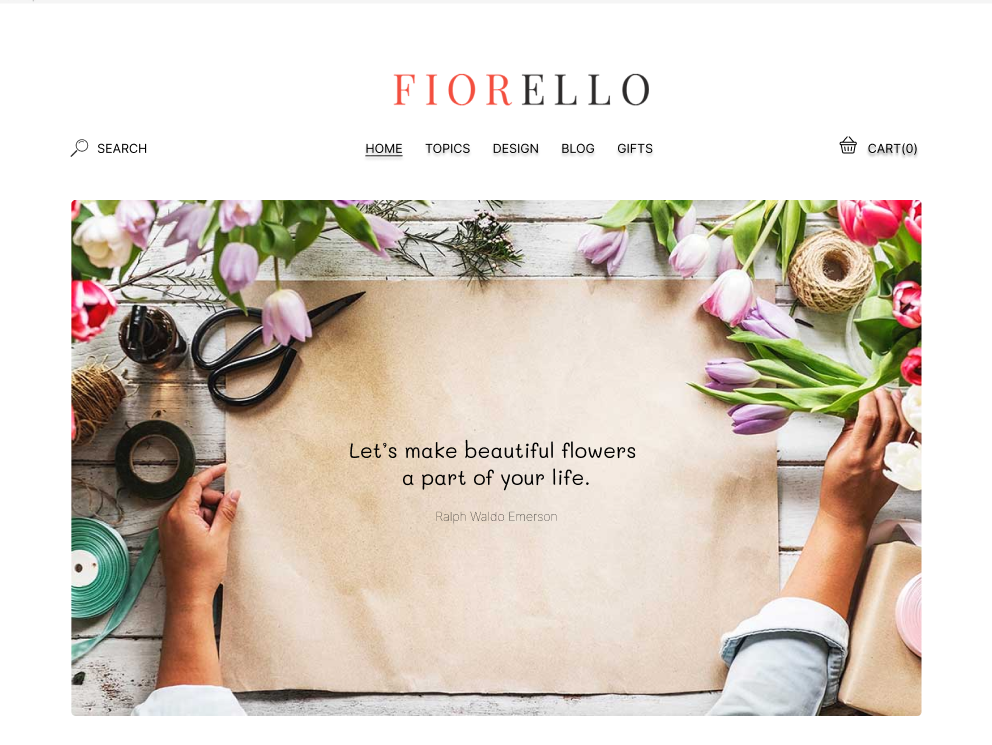 FIORELLO
SEARCH
HOME TOPICS DESIGN BLOG GIFTS
CART(0)
Let's make beautiful flowers
a part of your life.
Ralph Waldo Emerson